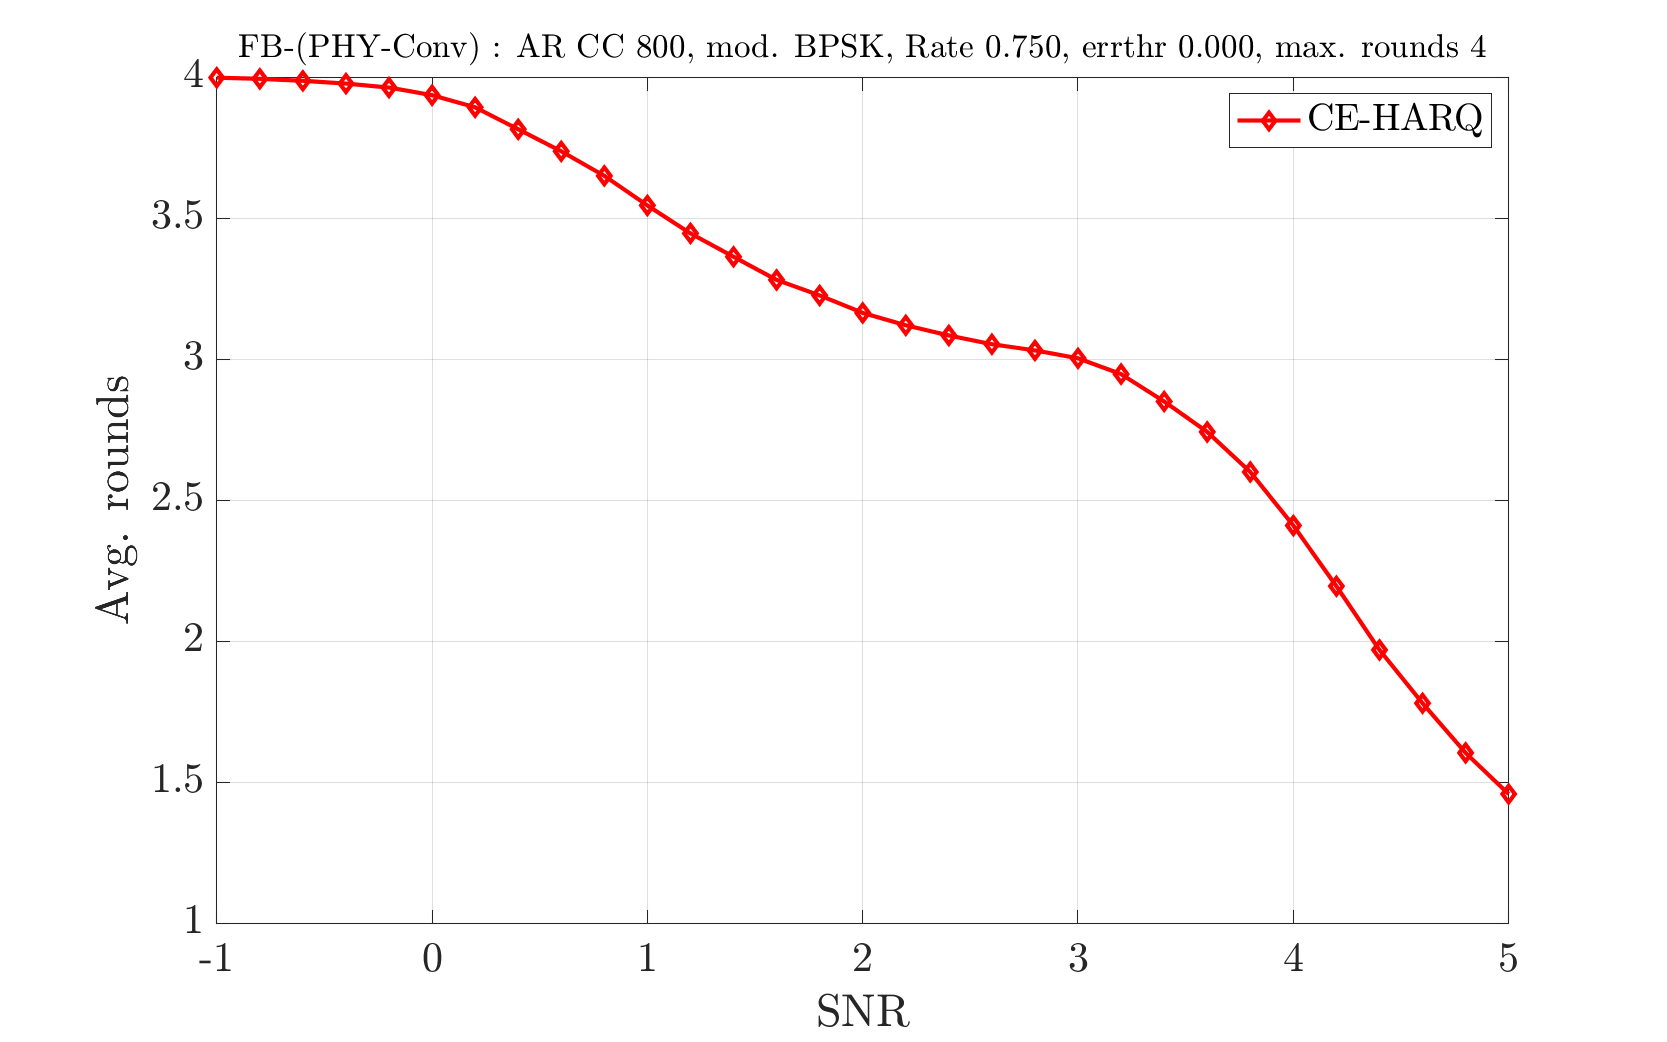 FB-(PHY-Conv) : AR CC 800, mod. BPSK, Rate 0.750, errthr 0.000, max. rounds 4
CE-HARQ
4
3.5
3
2.5
2
1.5
1
Avg. rounds
-1 0 1 2 3 4 5
SNR